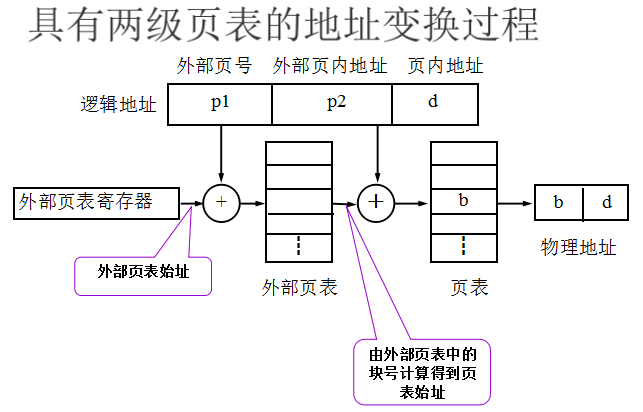 具有两级页表的地址变换过程
外部页号 外部页内地址 页内地址
逻辑地址 p1 p2 d
外部页表寄存器 + + b b d
物理地址
外部页表始址
外部页表 页表
由外部页表中的
块号计算得到页
表始址